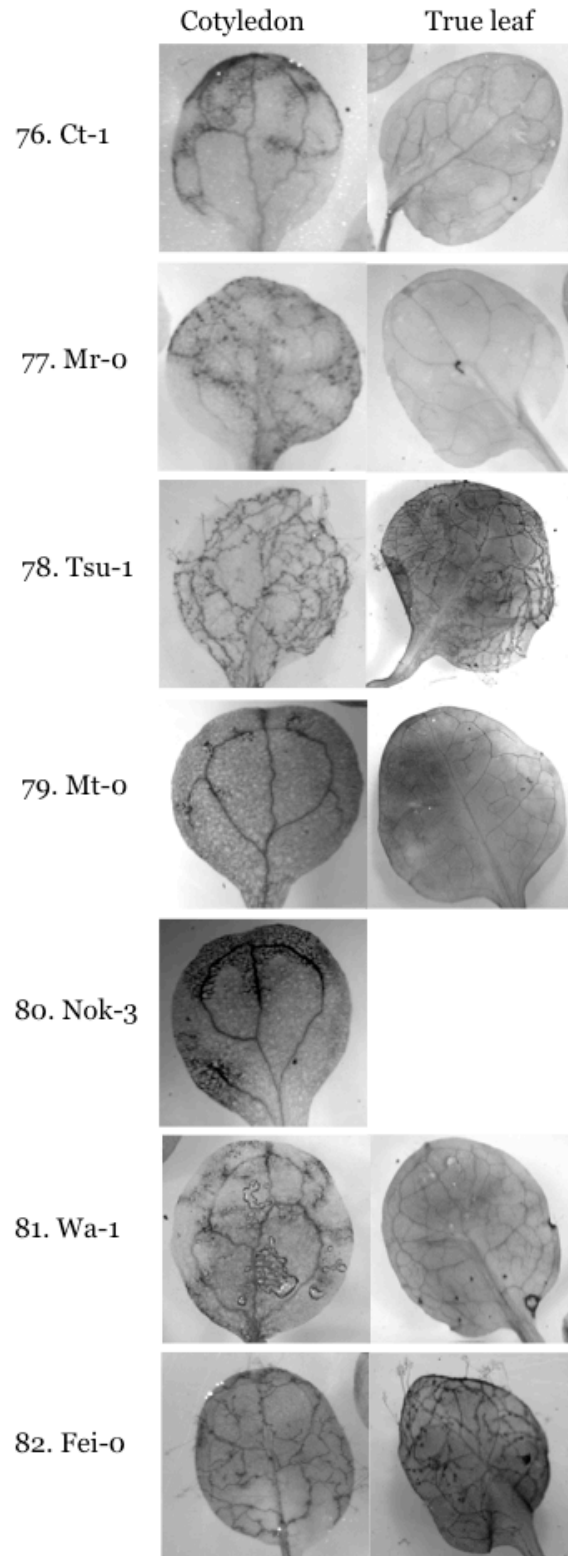 Cotyledon True leaf
76. Ct-1
77. Mr-0
78. Tsu-1
79. Mt-0
80. Nok-3
81. Wa-1
82. Fei-0